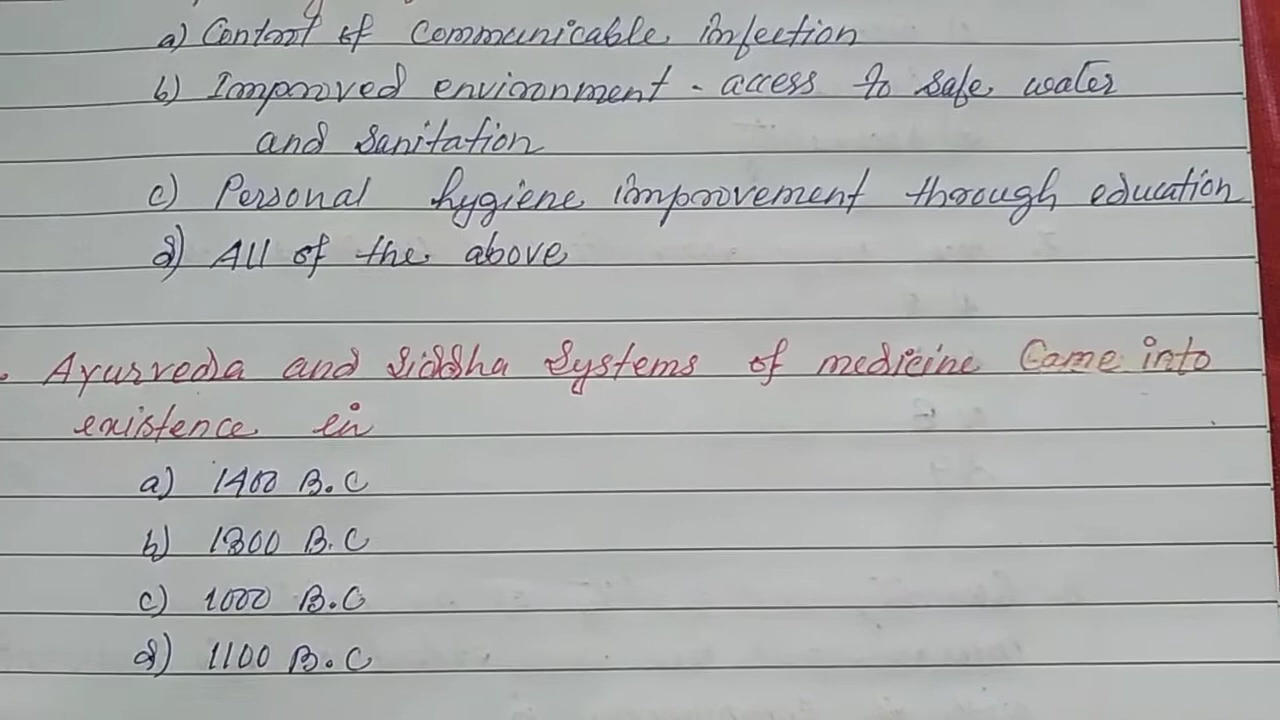 a) Control of Communicable infection
b) Improved environment - access to safe water
and sanitation
c) Personal hygiene improvement through education
d) All of the above
Ayurveda and Siddha Systems of medicine Came into
existence in
a) 1400 B.C
b) 1300 B.C
c) 1000 B.C
d) 1100 B.C